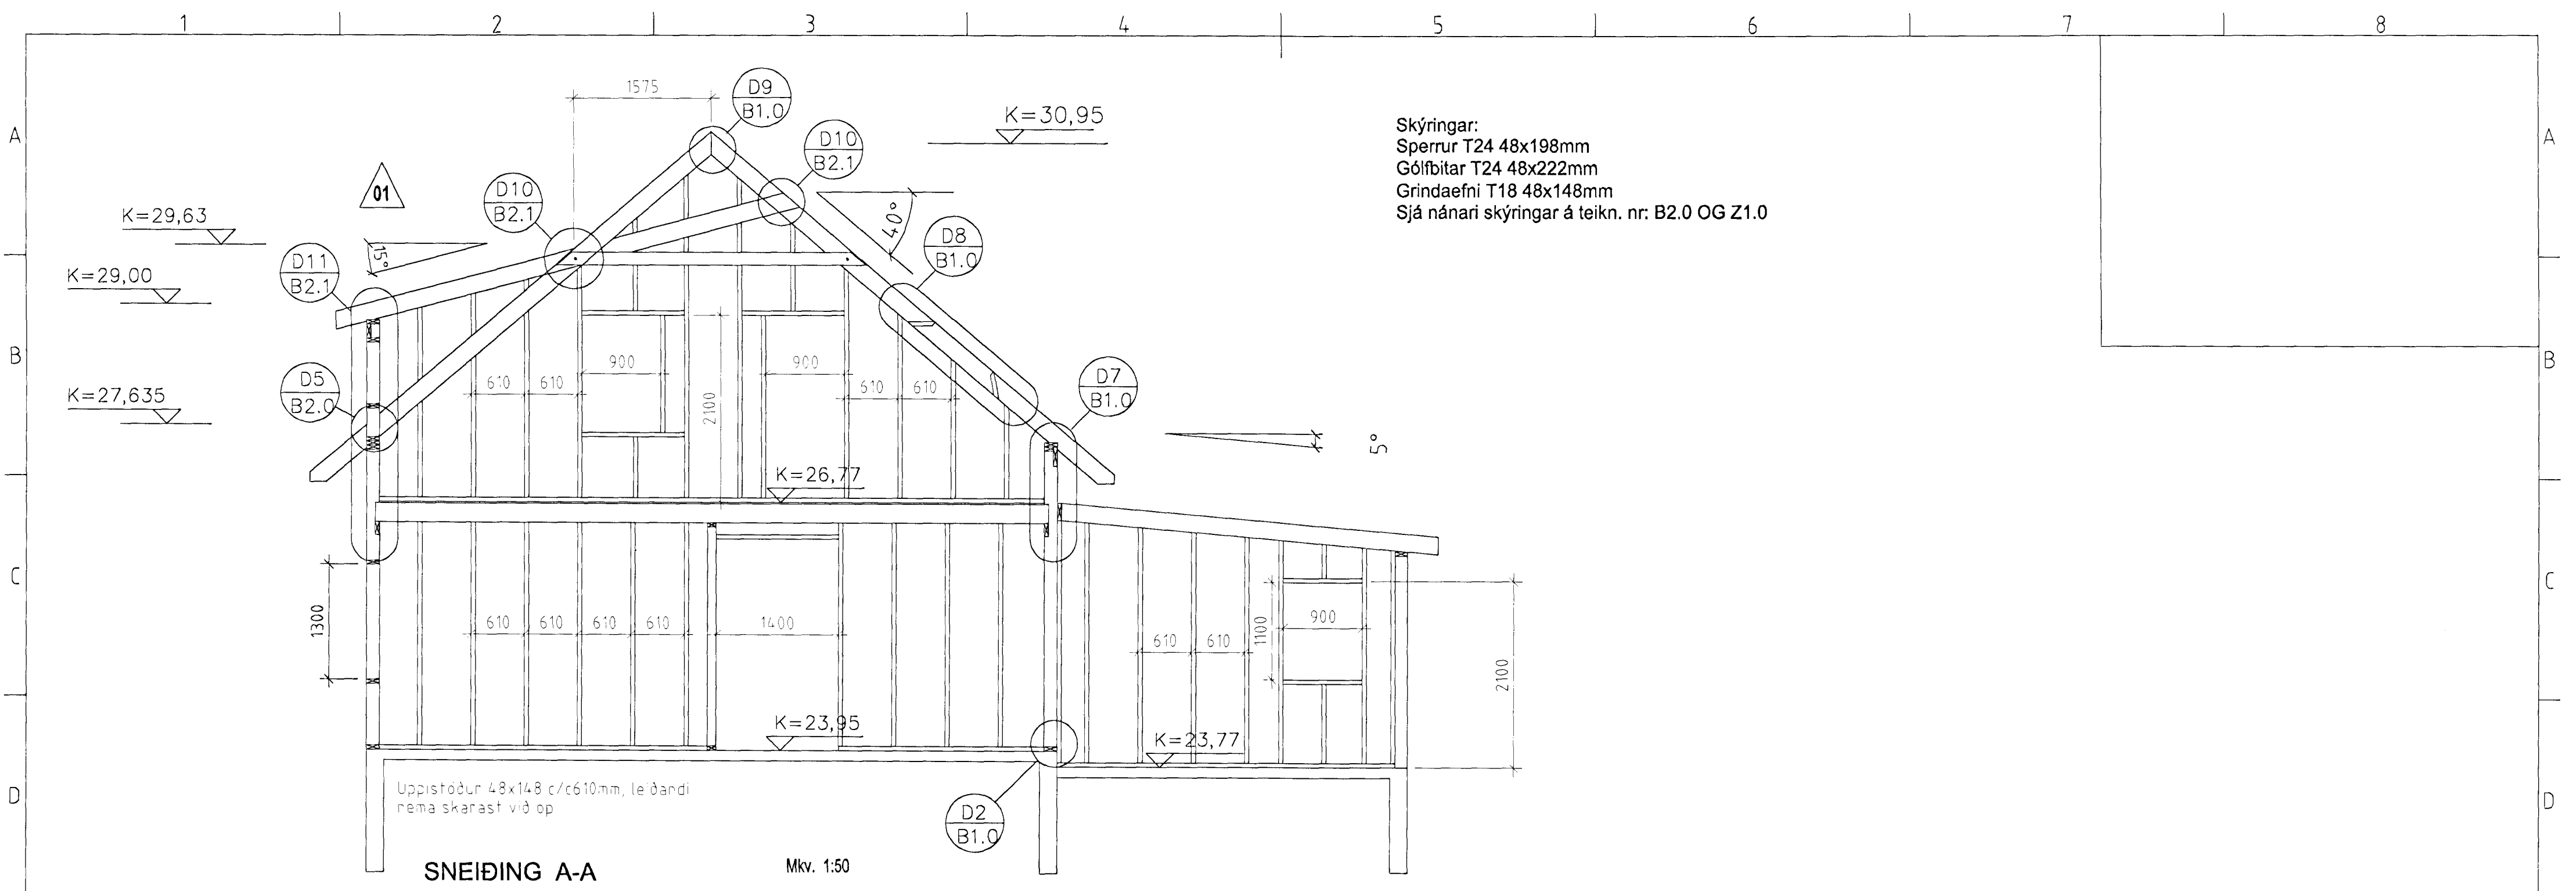 1 2 3 4 5 6 7 8
A
B
C
D
A
B
C
D
1575
D9
B1.0
D10
B2.1
K=30,95
01
D10
B2.1
K=29,63
15°
40°
D8
B1.0
D11
B2.1
K=29,00
900
900
610 610
610 610
2100
D5
B2.0
K=27,635
D7
B1.0
5°
K=26,77
1300
610 610 610 610
1400
610 610
1100
900
2100
K=23,95
K=23,77
D2
B1.0
Skýringar:
Sperrur T24 48x198mm
Gólfbitar T24 48x222mm
Grindaefni T18 48x148mm
Sjá nánari skýringar á teikn. nr: B2.0 OG Z1.0
Uppistöður 48x148 c/c610mm, leiðandi
nema skarast við op
SNEIÐING A-A
Mkv. 1:50